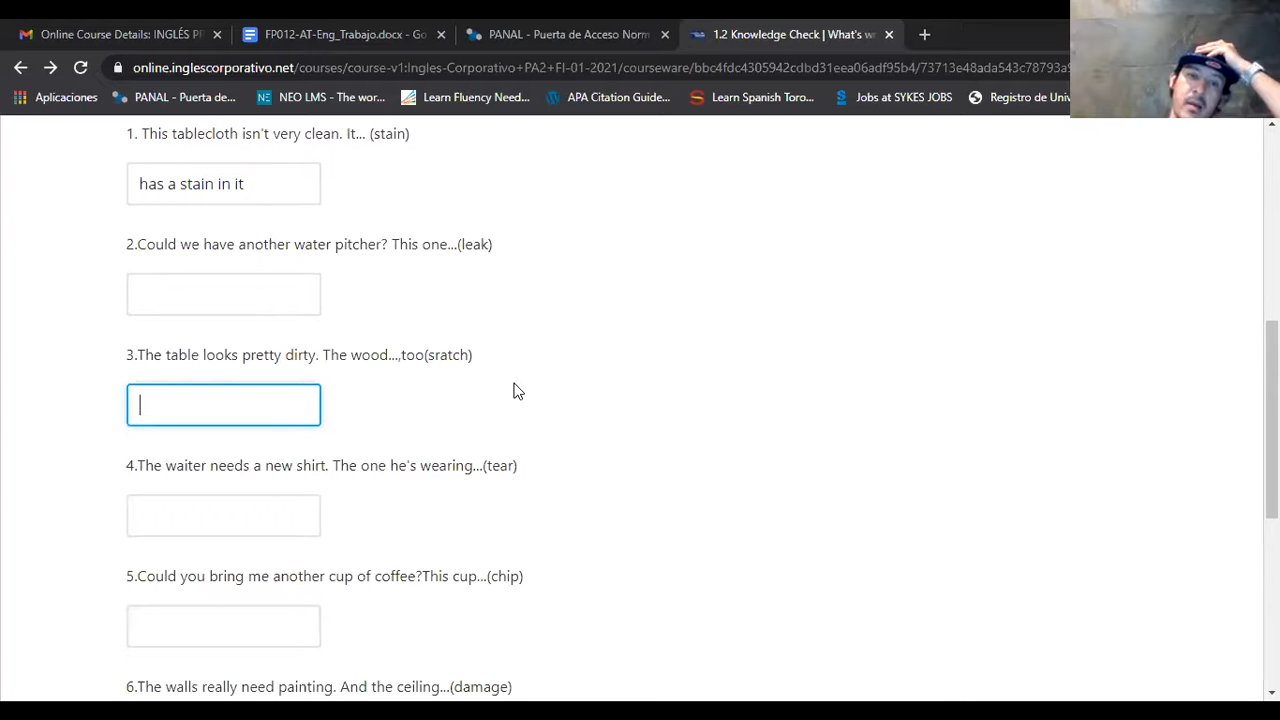 Online Course Details: INGLÉS P
FP012-AT-Eng_Trabajo.docx - Go
PANAL - Puerta de Acceso Norm
1.2 Knowledge Check | What's w
online.inglescorporativo.net/courses/course-v1:Ingles-Corpo
PA2+FI-01-2021/courseware/bbc4fdc4305942cdbd31eea06adf95b4/73713e48ada543c78793
Aplicaciones
PANAL - Puerta de...
NEO LMS - The wor...
Learn Fluency Need...
APA Citation Guide...
Learn Spanish Toro...
Jobs at SYKES JOBS
Registro de Univ
1. This tablecloth isn't very clean. It... (stain)
has a stain in it
2.Could we have another water pitcher? This one...(leak)
3.The table looks pretty dirty. The wood...,too(sratch)
4.The waiter needs a new shirt. The one he's wearing...(tear)
5.Could you bring me another cup of coffee?This cup...(chip)
6.The walls really need painting. And the ceiling...(damage)